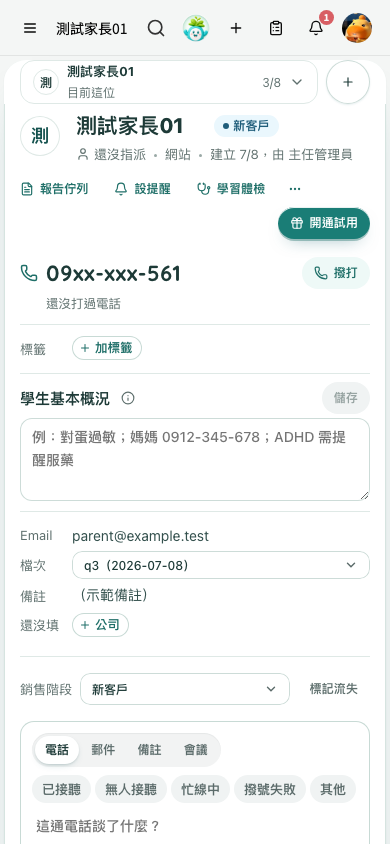 測試家長01
1
測
測試家長01
目前這位
3/8
測
測試家長01
新客戶
還沒指派 • 網站 • 建立 7/8，由 主任管理員
報告佇列
設提醒
學習體檢
開通試用
09xx-xxx-561
撥打
還沒打過電話
標籤
+ 加標籤
學生基本概況
儲存
例：對蛋過敏；媽媽 0912-345-678；ADHD 需提
醒服藥
Email
parent@example.test
檔次
q3（2026-07-08）
備註
（示範備註）
還沒填
+ 公司
銷售階段
新客戶
標記流失
電話
郵件
備註
會議
已接聽
無人接聽
忙線中
撥號失敗
其他
這通電話談了什麼？